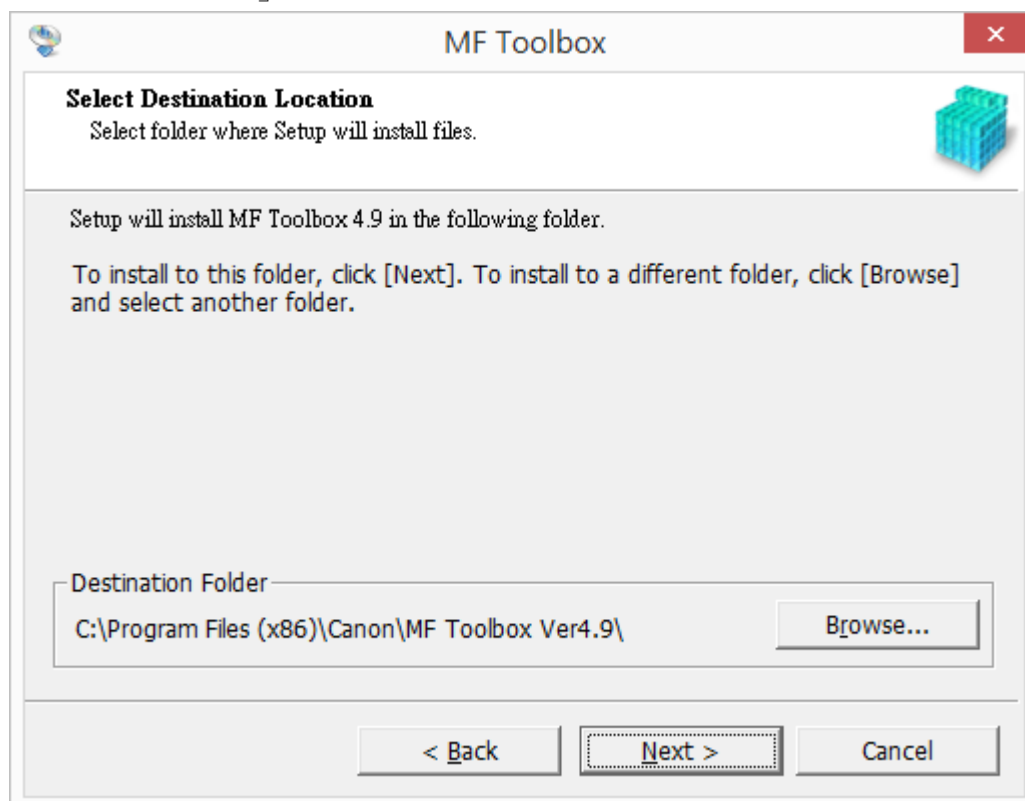 MF Toolbox
Select Destination Location
Select folder where Setup will install files.
Setup will install MF Toolbox 4.9 in the following folder.
To install to this folder, click [Next]. To install to a different folder, click [Browse]
and select another folder.
Destination Folder
C:\Program Files (x86)\Canon\MF Toolbox Ver4.9\
Browse...
< Back
Next >
Cancel